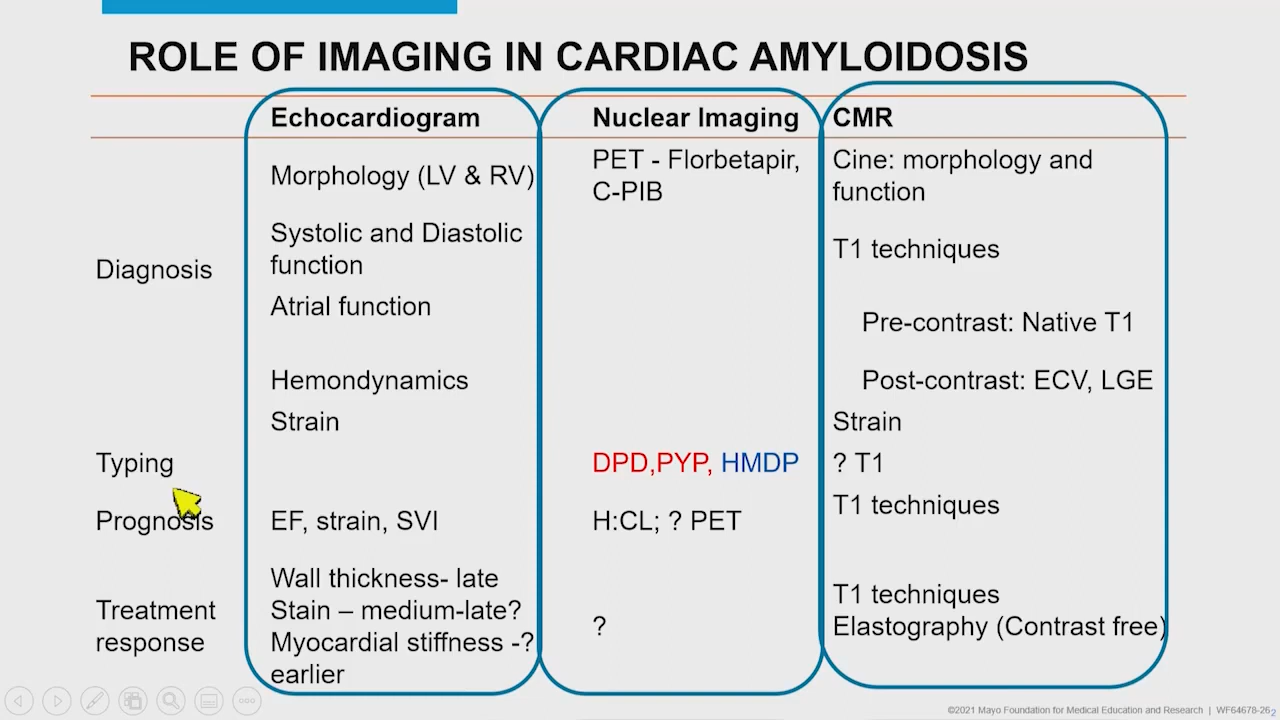 ROLE OF IMAGING IN CARDIAC AMYLOIDOSIS
Echocardiogram
Nuclear Imaging
CMR
Diagnosis
Morphology (LV & RV)
Systolic and Diastolic
function
Atrial function
Hemondynamics
Strain
PET - Florbetapir,
C-PIB
Cine: morphology and
function
T1 techniques
Pre-contrast: Native T1
Post-contrast: ECV, LGE
Strain
Typing
DPD,PYP, HMDP
? T1
Prognosis
EF, strain, SVI
H:CL; ? PET
T1 techniques
Treatment
response
Wall thickness- late
Stain – medium-late?
Myocardial stiffness -?
earlier
?
T1 techniques
Elastography (Contrast free)
©2021 Mayo Foundation for Medical Education and Research | WF64678-26
2